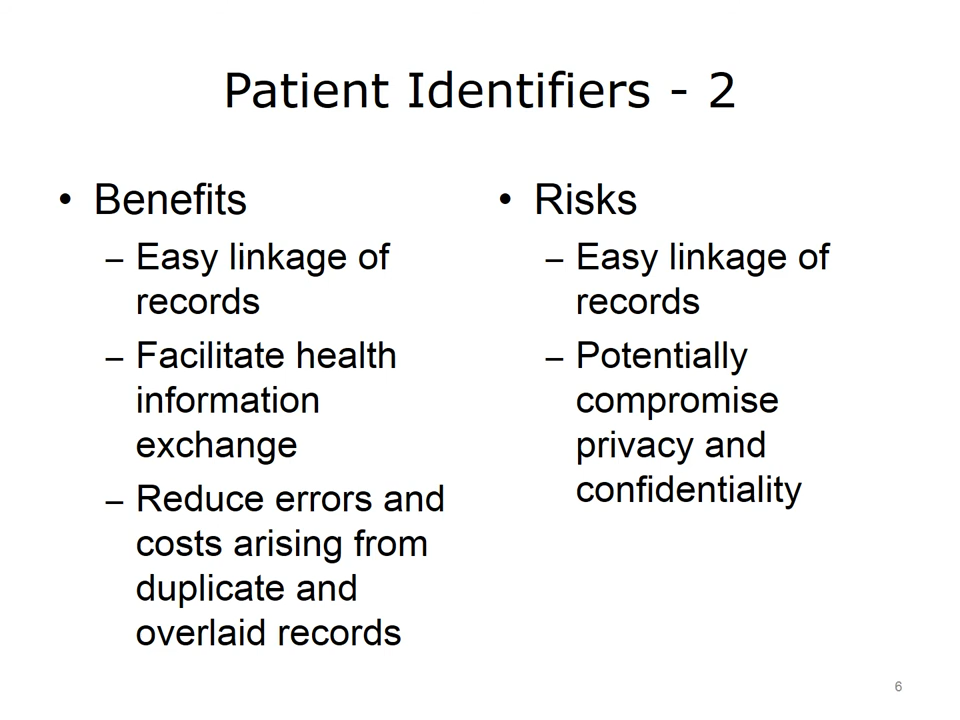 Patient Identifiers - 2
• Benefits
– Easy linkage of
records
– Facilitate health
information
exchange
– Reduce errors and
costs arising from
duplicate and
overlaid records
• Risks
– Easy linkage of
records
– Potentially
compromise
privacy and
confidentiality
6